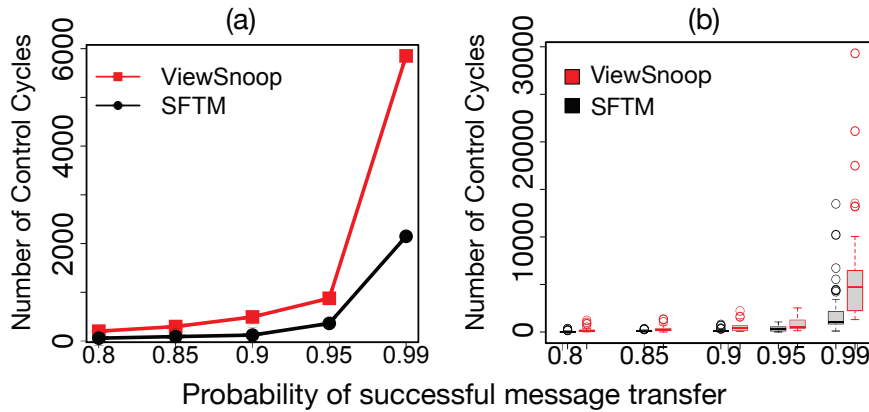 (a)
Number of Control Cycles
0
2000
4000
6000
ViewSnoop
SFTM
0.8
0.85
0.9
0.95
0.99
(b)
Number of Control Cycles
0
10000
20000
30000
ViewSnoop
SFTM
0.8
0.85
0.9
0.95
0.99
Probability of successful message transfer